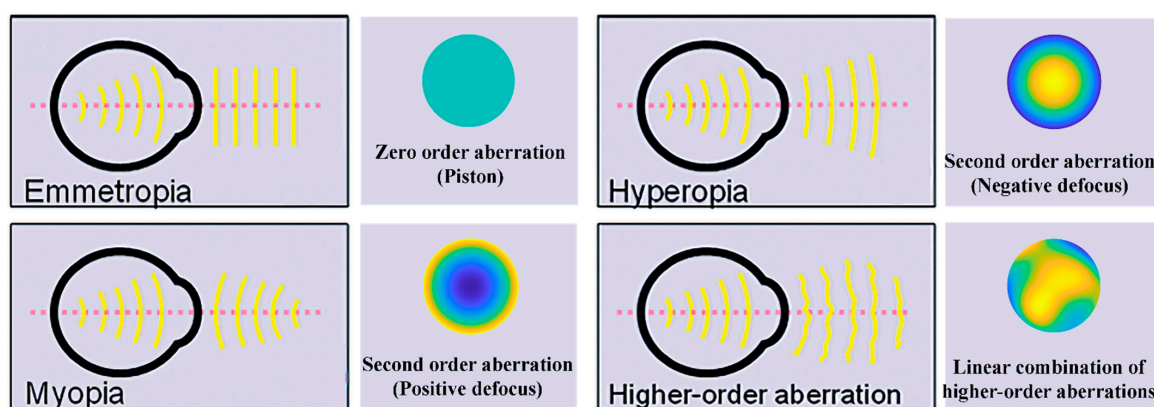 Zero order aberration
(Piston)
Emmetropia
Second order aberration
(Negative defocus)
Hyperopia
Second order aberration
(Positive defocus)
Myopia
Linear combination of
higher-order aberrations
Higher-order aberration